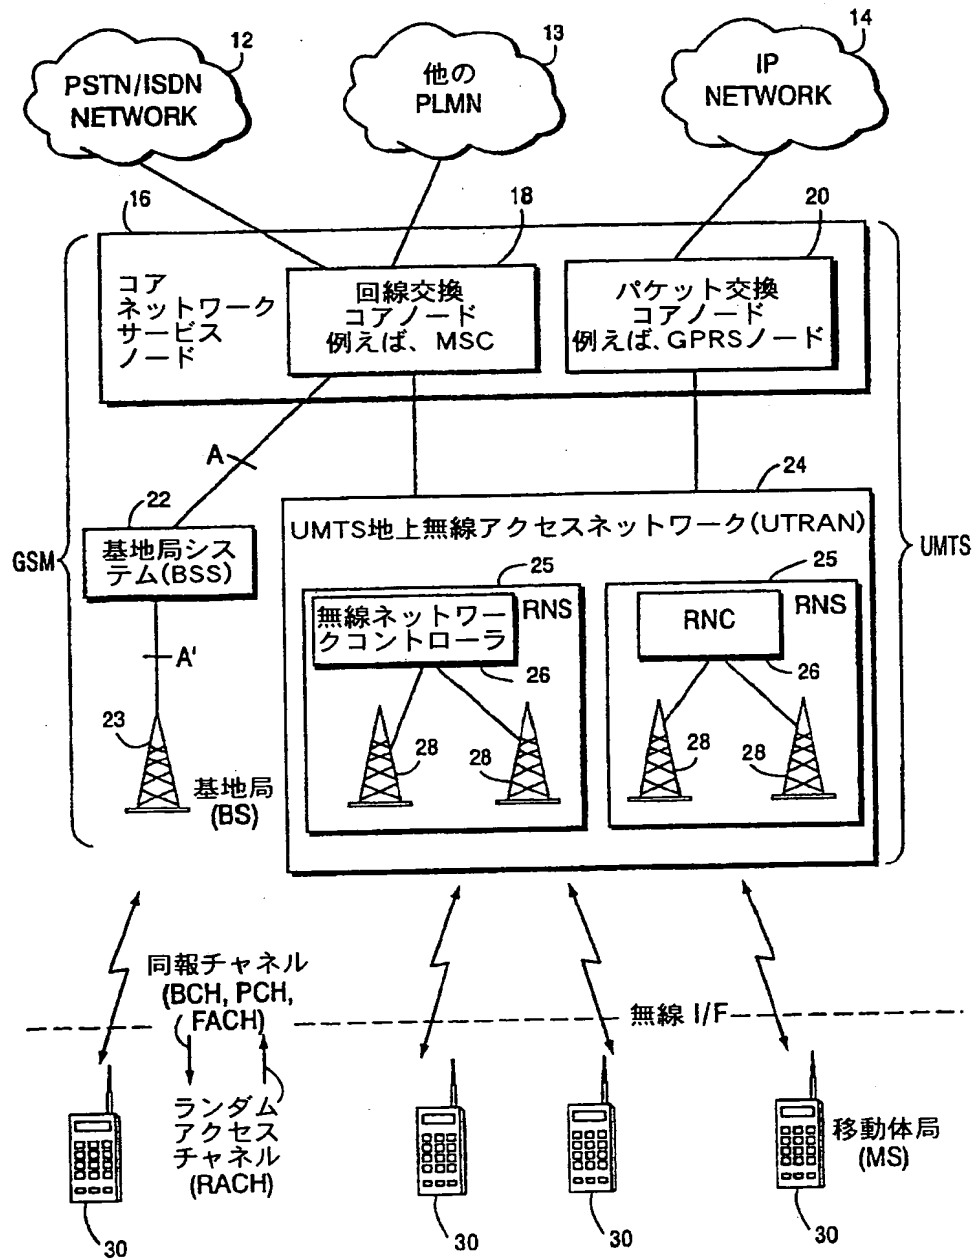 12
PSTN/ISDN
NETWORK
13
他の
PLMN
14
IP
NETWORK
16
18
20
コア
ネットワーク
サービス
ノード
回線交換
コアノード
例えば、MSC
パケット交換
コアノード
例えば、GPRSノード
A
22
24
GSM
基地局シス
テム(BSS)
UMTS地上無線アクセスネットワーク(UTRAN)
UMTS
25
RNS
無線ネットワー
クコントローラ
26
25
RNS
RNC
26
A'
23
基地局
(BS)
28
28
28
28
同報チャネル
(BCH, PCH,
FACH)
無線 I/F
ランダム
アクセス
チャネル
(RACH)
移動体局
(MS)
30
30
30
30